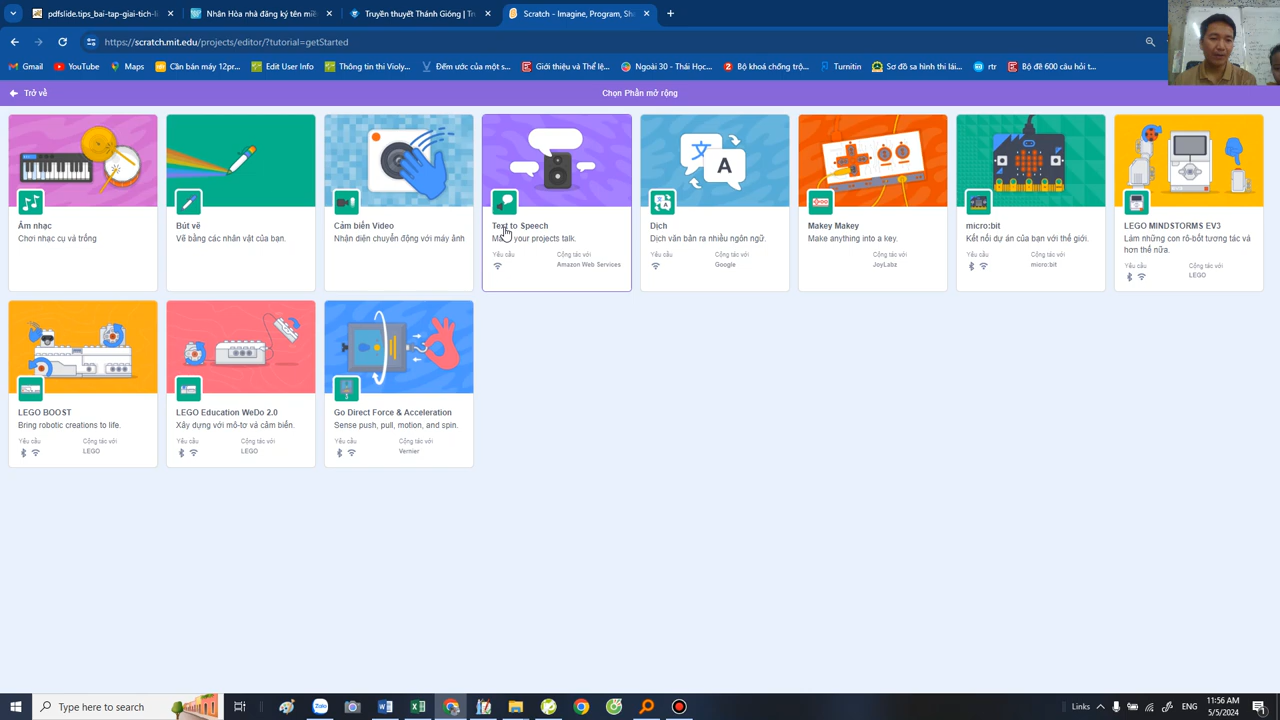 pdfside.tips_bai-tap-giai-tich-l
Nhân Hóa nhà đăng ký tên miề
Truyền thuyết Thánh Gióng | Tr
Scratch - Imagine, Program, Sh
https://scratch.mit.edu/projects/editor/?tutorial=getStarted
Gmail
YouTube
Maps
Cần bán máy 12pr...
Edit User Info
Thông tin thi Violy...
Đếm ước của một s...
Giới thiệu và Thể lệ...
Ngoài 30 - Thái Học...
Bộ khoá chống trộ...
Turnitin
Sơ đồ sa hình thi lái...
rtr
Bộ đề 600 câu hỏi t...
Trở về
Chọn Phần mở rộng
Âm nhạc
Chơi nhạc cụ và trống
Bút vẽ
Vẽ bằng các nhân vật của bạn.
Cảm biến Video
Nhận diện chuyển động với máy ảnh
Text to Speech
your projects talk.
Yêu cầu
Cộng tác với
Amazon Web Services
Dịch
Dịch văn bản ra nhiều ngôn ngữ.
Yêu cầu
Cộng tác với
Google
Makey Makey
Make anything into a key.
Cộng tác với
JoyLabz
micro:bit
Kết nối dự án của bạn với thế giới.
Yêu cầu
Cộng tác với
micro:bit
LEGO MINDSTORMS EV3
Làm những con rô-bốt tương tác và
hơn thế nữa.
Yêu cầu
Cộng tác với
LEGO
LEGO BOOST
Bring robotic creations to life.
Yêu cầu
Cộng tác với
LEGO
LEGO Education WeDo 2.0
Xây dựng với mô-tơ và cảm biến.
Yêu cầu
Cộng tác với
LEGO
Go Direct Force & Acceleration
Sense push, pull, motion, and spin.
Yêu cầu
Cộng tác với
Vernier
Type here to search
Links
ENG
11:56 AM
5/5/2024